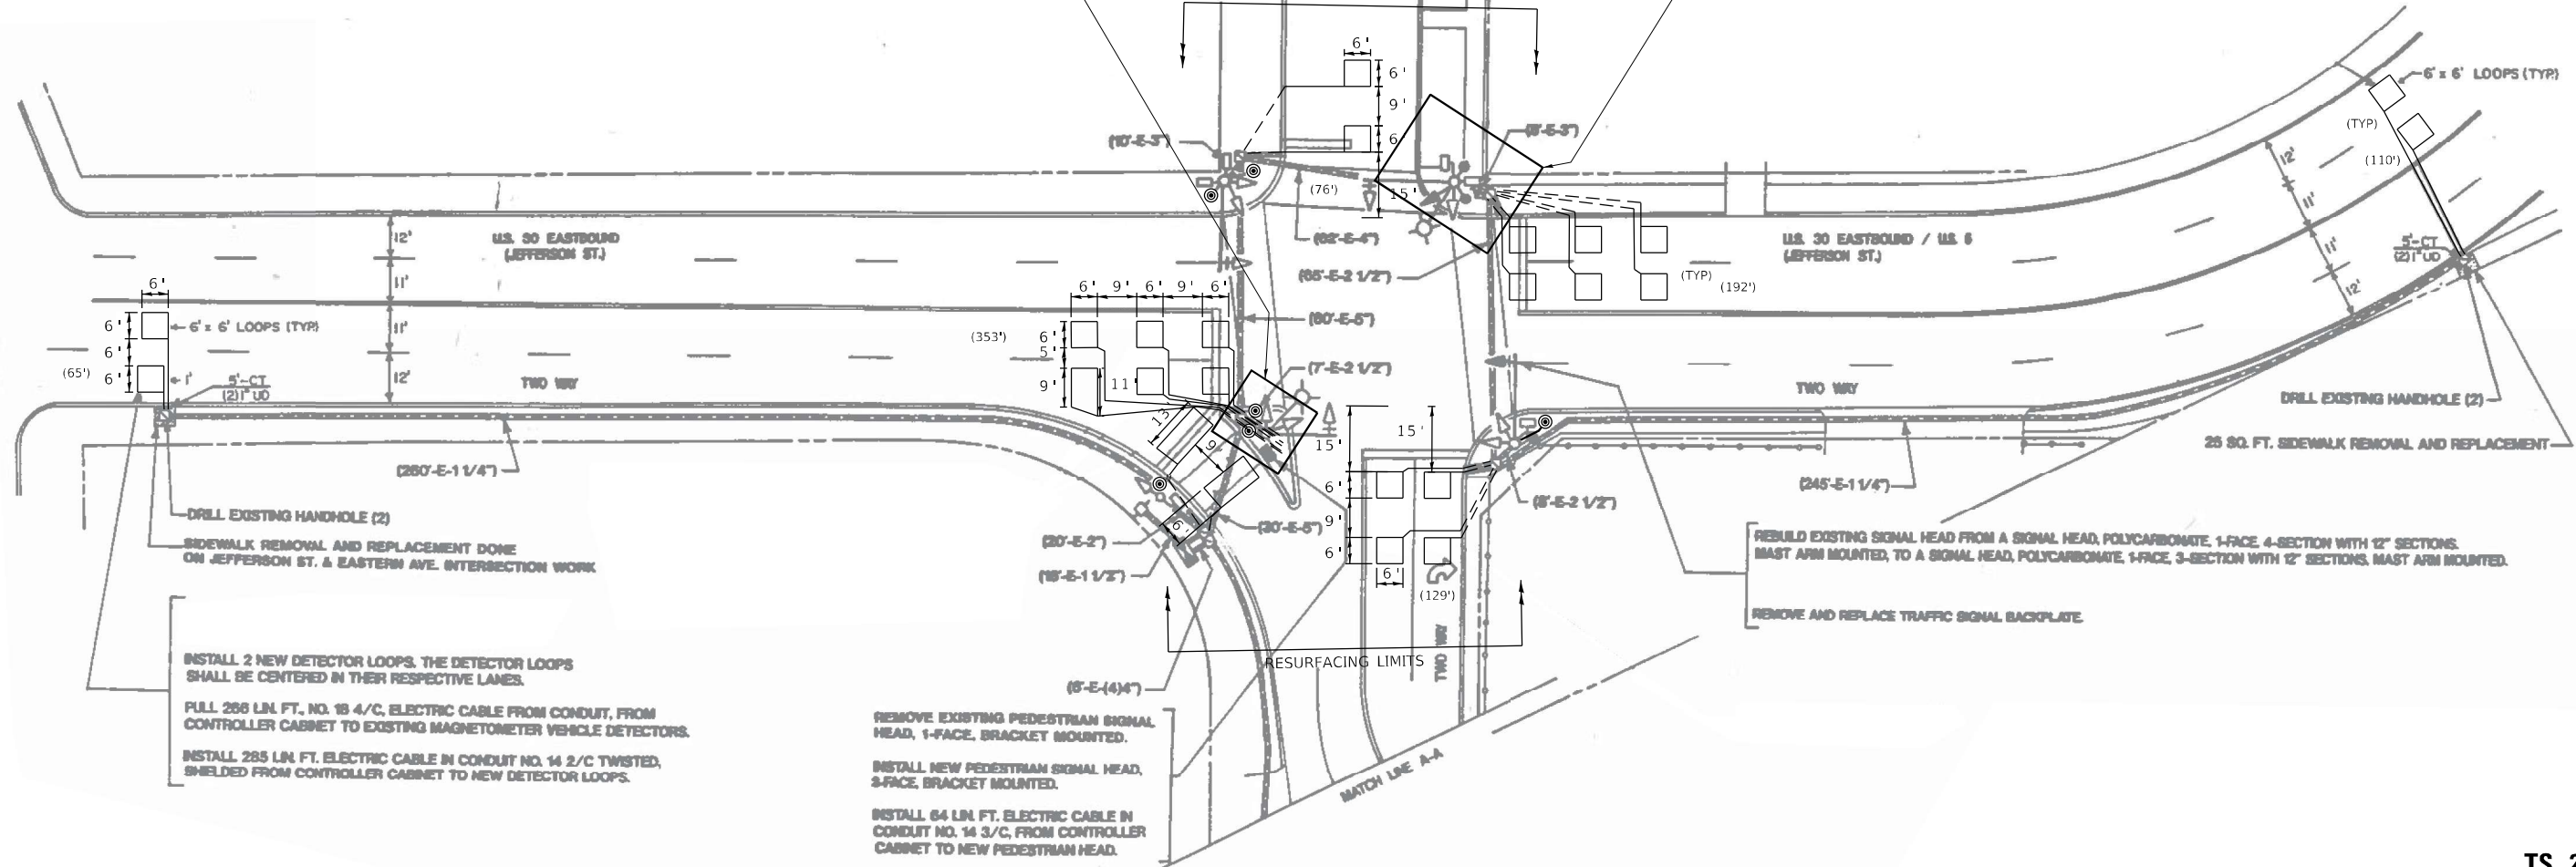 6'
6'
9'
6'
15'
(76')
(10'-E-3")
(8'-E-3")
6' x 6' LOOPS (TYP.)
(TYP)
(110')
12'
11'
11'
12'
5'-CT
(2)1" UD
12'
11'
11'
12'
U.S. 30 EASTBOUND
(JEFFERSON ST.)
(62'-E-4")
(65'-E-2 1/2")
U.S. 30 EASTBOUND / U.S. 6
(JEFFERSON ST.)
(TYP)
(192')
6'
6'
6'
6'
(65')
6' x 6' LOOPS (TYP.)
1'
5'-CT
(2)1" UD
6' 9' 6' 9' 6'
(353')
6'
5'
9'
11'
13'
9'
6'
(60'-E-5")
(7'-E-2 1/2")
TWO WAY
TWO WAY
15'
15'
6'
9'
6'
6'
(129')
DRILL EXISTING HANDHOLE (2)
25 SQ. FT. SIDEWALK REMOVAL AND REPLACEMENT
(260'-E-1 1/4")
(245'-E-1 1/4")
(8'-E-2 1/2")
(30'-E-5")
(20'-E-2")
(15'-E-1 1/2")
DRILL EXISTING HANDHOLE (2)
SIDEWALK REMOVAL AND REPLACEMENT DONE
ON JEFFERSON ST. & EASTERN AVE. INTERSECTION WORK
REBUILD EXISTING SIGNAL HEAD FROM A SIGNAL HEAD, POLYCARBONATE, 1-FACE, 4-SECTION WITH 12" SECTIONS.
MAST ARM MOUNTED, TO A SIGNAL HEAD, POLYCARBONATE, 1-FACE, 3-SECTION WITH 12" SECTIONS, MAST ARM MOUNTED.
REMOVE AND REPLACE TRAFFIC SIGNAL BACKPLATE.
TWO WAY
RESURFACING LIMITS
(6'-E-(4)4")
INSTALL 2 NEW DETECTOR LOOPS. THE DETECTOR LOOPS
SHALL BE CENTERED IN THEIR RESPECTIVE LANES.
PULL 266 LIN. FT., NO. 18 4/C, ELECTRIC CABLE FROM CONDUIT, FROM
CONTROLLER CABINET TO EXISTING MAGNETOMETER VEHICLE DETECTORS.
INSTALL 285 LIN. FT. ELECTRIC CABLE IN CONDUIT NO. 14 2/C TWISTED,
SHIELDED FROM CONTROLLER CABINET TO NEW DETECTOR LOOPS.
REMOVE EXISTING PEDESTRIAN SIGNAL
HEAD, 1-FACE, BRACKET MOUNTED.
INSTALL NEW PEDESTRIAN SIGNAL HEAD,
BRACKET MOUNTED.
INSTALL 64 LIN. FT. ELECTRIC CABLE IN
CONDUIT NO. 14 3/C, FROM CONTROLLER
CABINET TO NEW PEDESTRIAN HEAD.
MATCH LINE A-A
TS